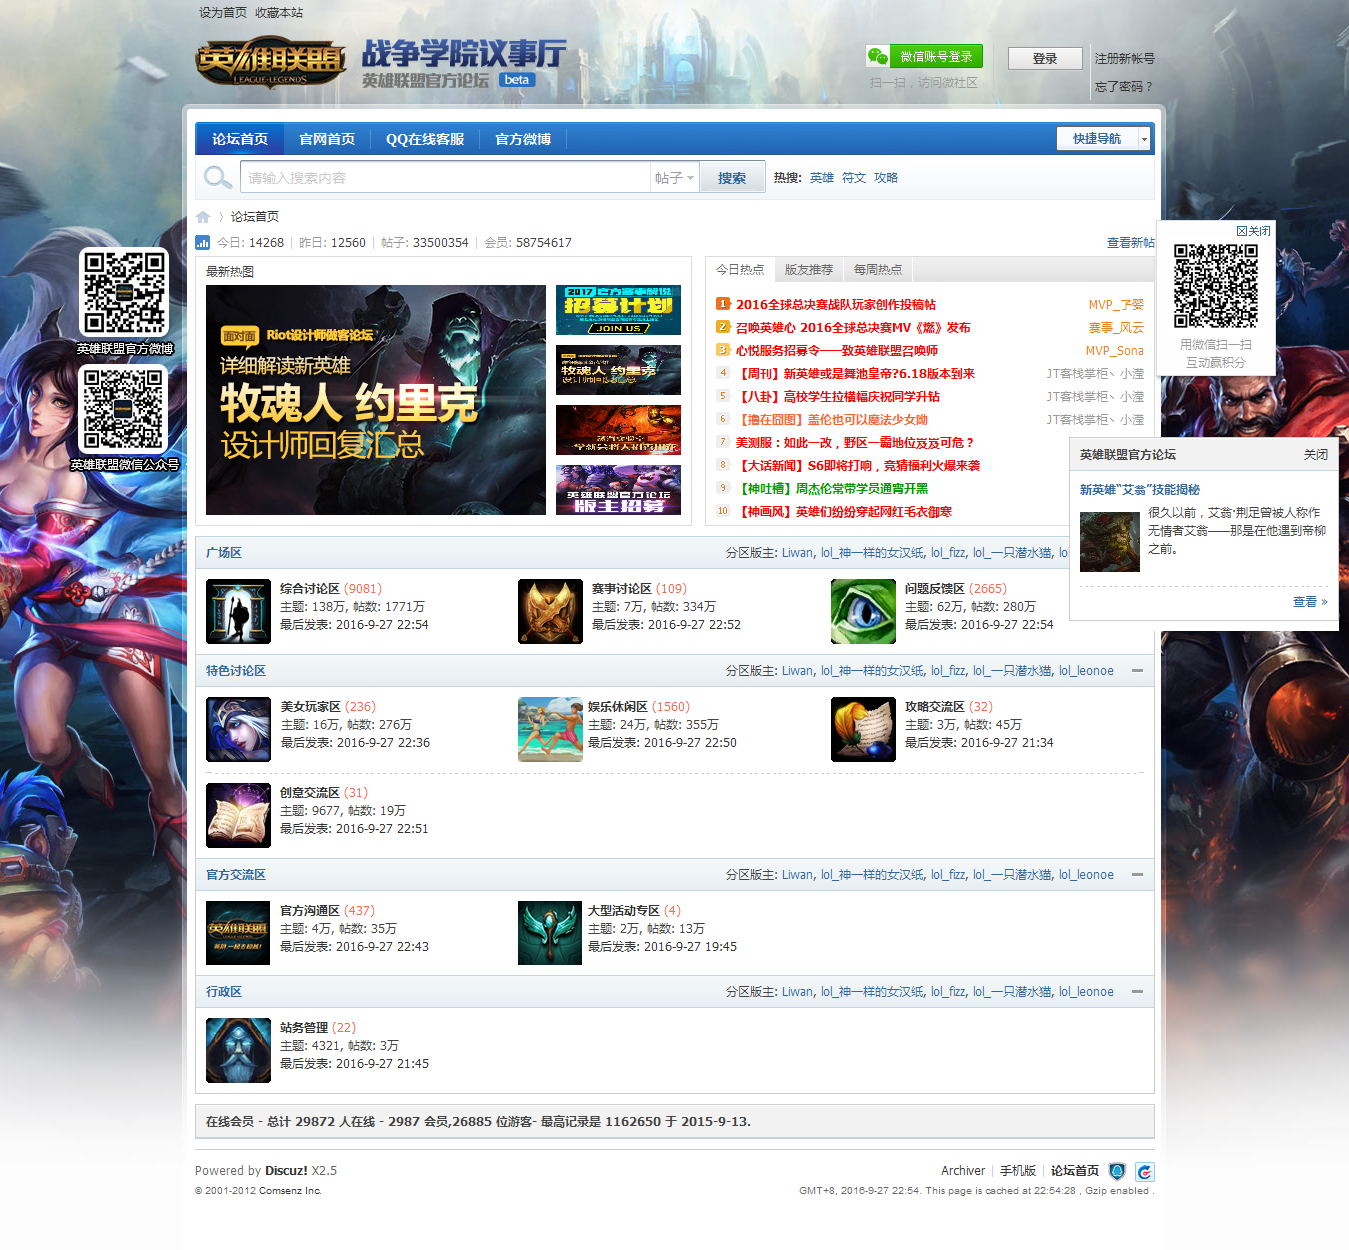 设为首页 收藏本站
英雄联盟 战争学院议事厅
LEAGUE of LEGENDS 英雄联盟官方论坛 beta
微信账号登录
扫一扫，访问微社区
登录 注册新帐号
忘了密码？
论坛首页 官网首页 QQ在线客服 官方微博 快捷导航
请输入搜索内容 帖子 搜索 热搜: 英雄 符文 攻略
论坛首页
今日: 14268 昨日: 12560 帖子: 33500354 会员: 58754617 查看新帖
英雄联盟官方微博
英雄联盟微信公众号
关闭
用微信扫一扫
互动赢积分
最新热图
面对面 Riot设计师做客论坛
详细解读新英雄
牧魂人 约里克
设计师回复汇总
2017 官方赛事解说
招募计划
JOIN US
牧魂人 约里克
设计师回复汇总
英雄联盟官方论坛
版主招募
今日热点 版友推荐 每周热点
1 2016全球总决赛战队玩家创作投稿帖 MVP_孓婴
2 召唤英雄心 2016全球总决赛MV《燃》发布 赛事_风云
3 心悦服务招募令——致英雄联盟召唤师 MVP_Sona
4 【周刊】新英雄或是舞池皇帝?6.18版本到来 JT客栈掌柜丶小滢
5 【八卦】高校学生拉横幅庆祝同学升钻 JT客栈掌柜丶小滢
6 【撸在囧图】盖伦也可以魔法少女呦 JT客栈掌柜丶小滢
7 美测服：如此一改，野区一霸地位岌岌可危？
8 【大话新闻】S6即将打响，竞猜福利火爆来袭
9 【神吐槽】周杰伦常带学员通宵开黑
10 【神画风】英雄们纷纷穿起网红毛衣御寒
英雄联盟官方论坛 关闭
新英雄“艾翁”技能揭秘
很久以前，艾翁·荆足曾被人称作
无情者艾翁——那是在他遇到帝柳
之前。
查看 »
广场区 分区版主: Liwan, lol_神一样的女汉纸, lol_fizz, lol_一只潜水猫, lol
综合讨论区 (9081)
主题: 138万, 帖数: 1771万
最后发表: 2016-9-27 22:54
赛事讨论区 (109)
主题: 7万, 帖数: 334万
最后发表: 2016-9-27 22:52
问题反馈区 (2665)
主题: 62万, 帖数: 280万
最后发表: 2016-9-27 22:54
特色讨论区 分区版主: Liwan, lol_神一样的女汉纸, lol_fizz, lol_一只潜水猫, lol_leonoe
美女玩家区 (236)
主题: 16万, 帖数: 276万
最后发表: 2016-9-27 22:36
娱乐休闲区 (1560)
主题: 24万, 帖数: 355万
最后发表: 2016-9-27 22:50
攻略交流区 (32)
主题: 3万, 帖数: 45万
最后发表: 2016-9-27 21:34
创意交流区 (31)
主题: 9677, 帖数: 19万
最后发表: 2016-9-27 22:51
官方交流区 分区版主: Liwan, lol_神一样的女汉纸, lol_fizz, lol_一只潜水猫, lol_leonoe
英雄联盟
官方沟通区 (437)
主题: 4万, 帖数: 35万
最后发表: 2016-9-27 22:43
大型活动专区 (4)
主题: 2万, 帖数: 13万
最后发表: 2016-9-27 19:45
行政区 分区版主: Liwan, lol_神一样的女汉纸, lol_fizz, lol_一只潜水猫, lol_leonoe
站务管理 (22)
主题: 4321, 帖数: 3万
最后发表: 2016-9-27 21:45
在线会员 - 总计 29872 人在线 - 2987 会员,26885 位游客- 最高记录是 1162650 于 2015-9-13.
Powered by Discuz! X2.5 Archiver 手机版 论坛首页
© 2001-2012 Comsenz Inc. GMT+8, 2016-9-27 22:54. This page is cached at 22:54:28 , Gzip enabled .